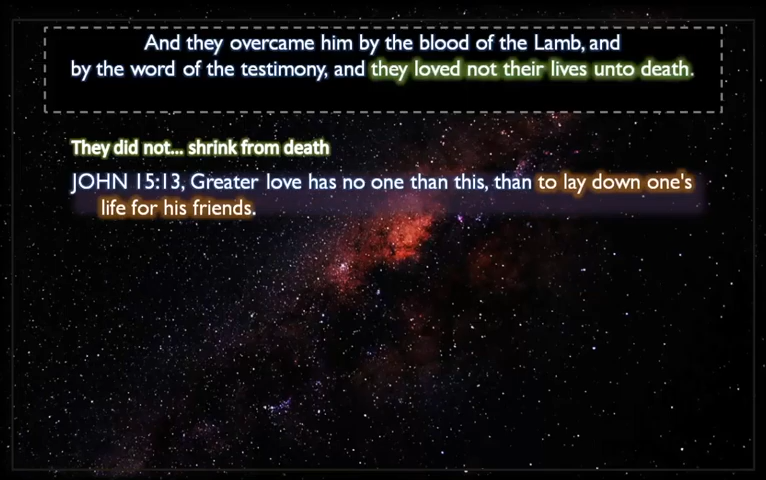 And they overcame him by the blood of the Lamb, and
by the word of the testimony, and they loved not their lives unto death.
They did not... shrink from death
JOHN 15:13, Greater love has no one than this, than to lay down one's
life for his friends.